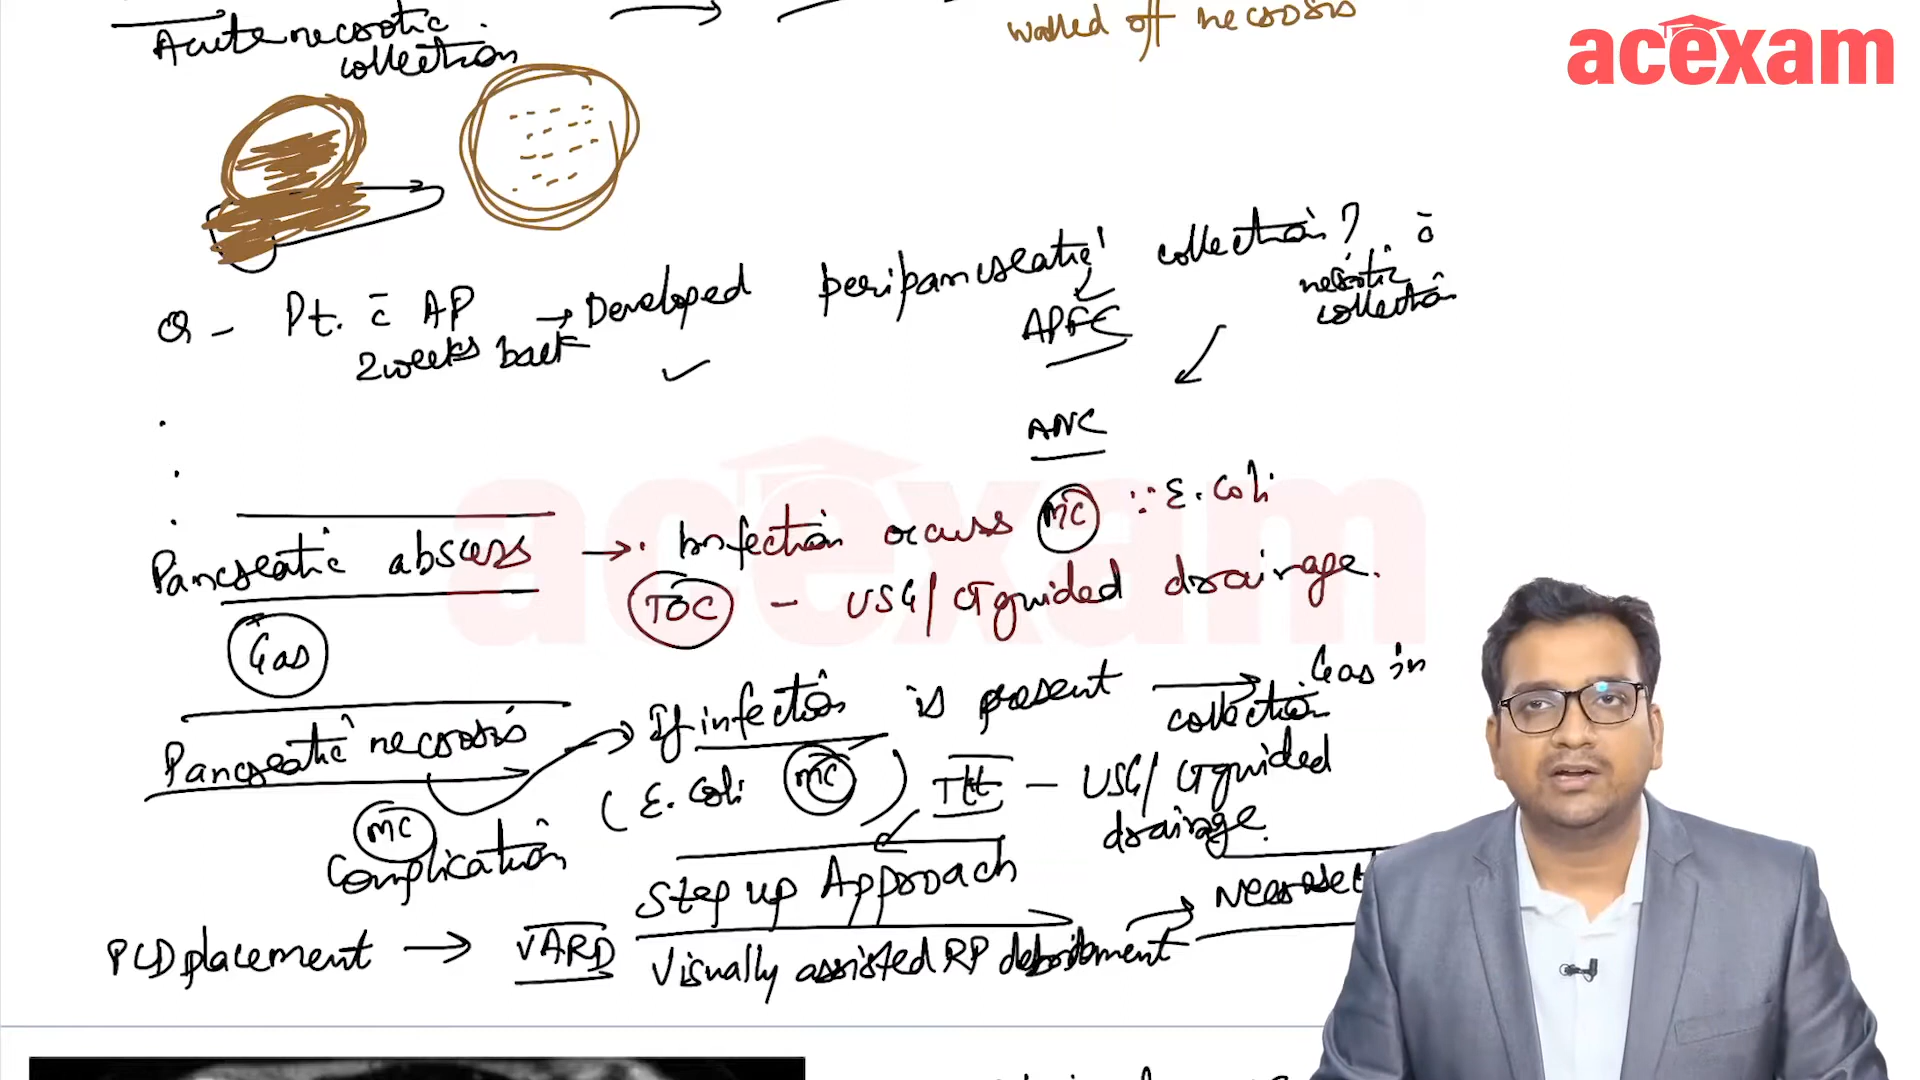 acexam
Acute necrotic
collection
walled off necrosis
Q - Pt. c̄ AP → Developed peripancreatic collection? c̄
2 weeks back
necrotic
collection
APFC
ANC
Pancreatic abscess → Infection occurs MC ∵ E. Coli
TOC - USG/CT guided drainage.
Gas
Pancreatic necrosis → If infection is present → Gas in
collection
(E. Coli MC) Ttt - USG/CT guided
drainage.
MC
Complication
Step up Approach
PCD placement → VARD → 
Visually assisted RP debridement